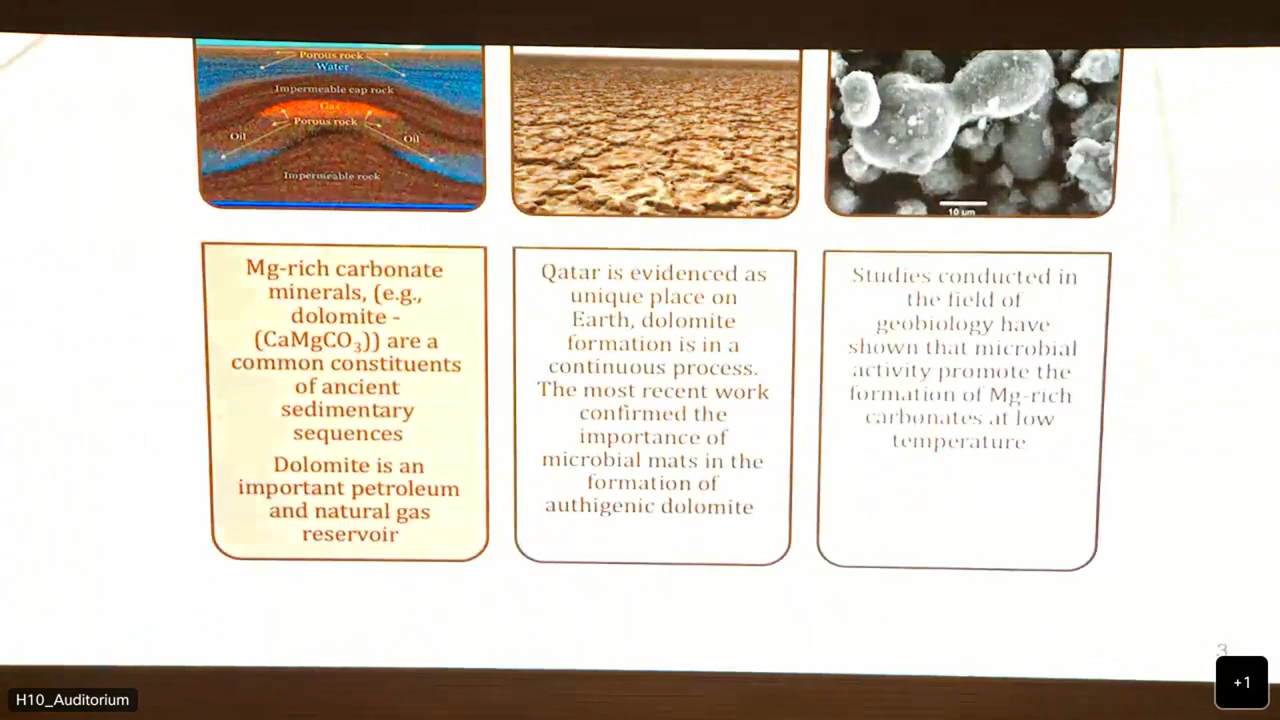 Porous rock
Water
Impermeable cap rock
Gas
Porous rock
Oil
Oil
Impermeable rock
10 um
Mg-rich carbonate
minerals, (e.g.,
dolomite -
(CaMgCO₃)) are a
common constituents
of ancient
sedimentary
sequences
Dolomite is an
important petroleum
and natural gas
reservoir
Qatar is evidenced as
unique place on
Earth, dolomite
formation is in a
continuous process.
The most recent work
confirmed the
importance of
microbial mats in the
formation of
authigenic dolomite
Studies conducted in
the field of
geobiology have
shown that microbial
activity promote the
formation of Mg-rich
carbonates at low
temperature
3
H10_Auditorium
+1